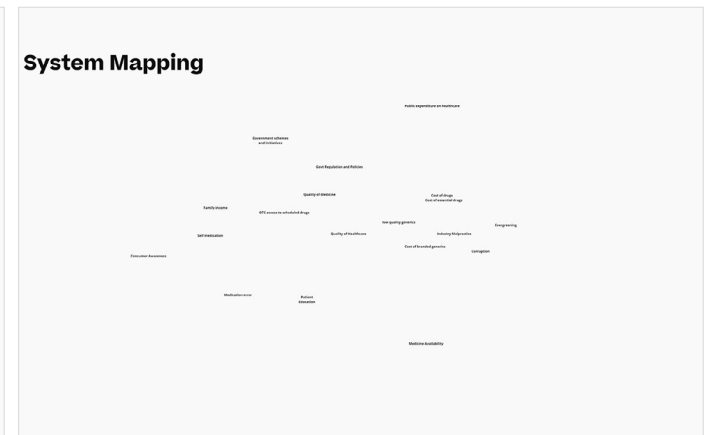 System Mapping
Public expenditure on healthcare
Government schemes
and initiatives
Govt Regulation and Policies
Quality of Medicine
Cost of drugs
Cost of essential drugs
Family income
OTC access to scheduled drugs
low quality generics
Evergreening
Self medication
Quality of Healthcare
Industry Malpractice
Cost of branded generics
Corruption
Consumer Awareness
Medication error
Patient
Education
Medicine Availability